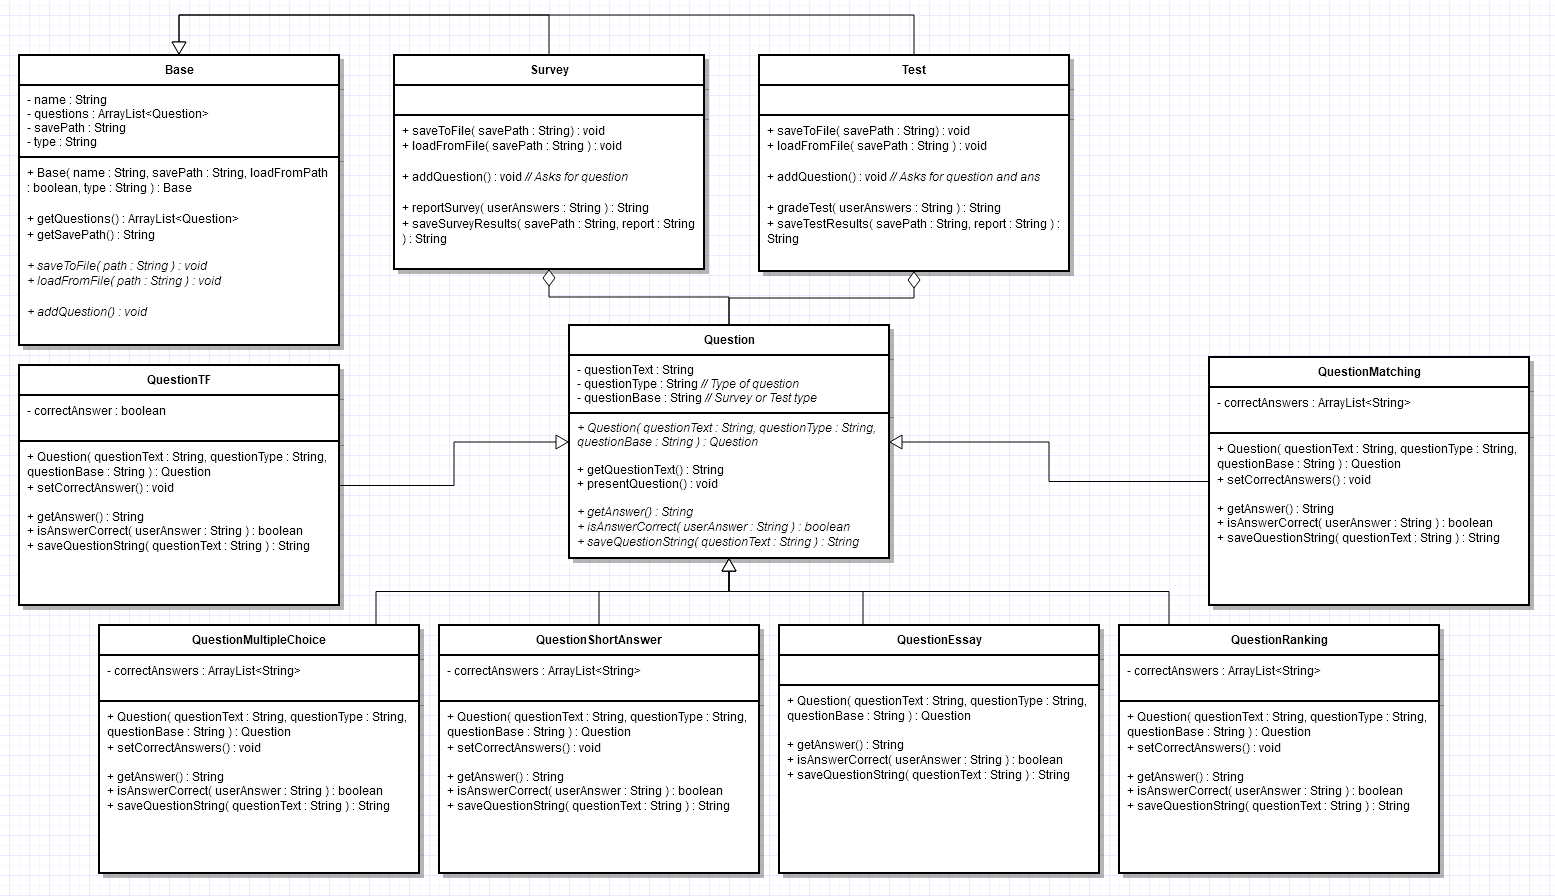 Base
- name : String
- questions : ArrayList<Question>
- savePath : String
- type : String
+ Base( name : String, savePath : String, loadFromPath
: boolean, type : String ) : Base
+ getQuestions() : ArrayList<Question>
+ getSavePath() : String
+ saveToFile( path : String ) : void
+ loadFromFile( path : String ) : void
+ addQuestion() : void
Survey
+ saveToFile( savePath : String) : void
+ loadFromFile( savePath : String ) : void
+ addQuestion() : void // Asks for question
+ reportSurvey( userAnswers : String ) : String
+ saveSurveyResults( savePath : String, report : String
) : String
Test
+ saveToFile( savePath : String) : void
+ loadFromFile( savePath : String ) : void
+ addQuestion() : void // Asks for question and ans
+ gradeTest( userAnswers : String ) : String
+ saveTestResults( savePath : String, report : String ) :
String
Question
- questionText : String
- questionType : String // Type of question
- questionBase : String // Survey or Test type
+ Question( questionText : String, questionType : String,
questionBase : String ) : Question
+ getQuestionText() : String
+ presentQuestion() : void
+ getAnswer() : String
+ isAnswerCorrect( userAnswer : String ) : boolean
+ saveQuestionString( questionText : String ) : String
QuestionTF
- correctAnswer : boolean
+ Question( questionText : String, questionType : String,
questionBase : String ) : Question
+ setCorrectAnswer() : void
+ getAnswer() : String
+ isAnswerCorrect( userAnswer : String ) : boolean
+ saveQuestionString( questionText : String ) : String
QuestionMatching
- correctAnswers : ArrayList<String>
+ Question( questionText : String, questionType : String,
questionBase : String ) : Question
+ setCorrectAnswers() : void
+ getAnswer() : String
+ isAnswerCorrect( userAnswer : String ) : boolean
+ saveQuestionString( questionText : String ) : String
QuestionMultipleChoice
- correctAnswers : ArrayList<String>
+ Question( questionText : String, questionType : String,
questionBase : String ) : Question
+ setCorrectAnswers() : void
+ getAnswer() : String
+ isAnswerCorrect( userAnswer : String ) : boolean
+ saveQuestionString( questionText : String ) : String
QuestionShortAnswer
- correctAnswers : ArrayList<String>
+ Question( questionText : String, questionType : String,
questionBase : String ) : Question
+ setCorrectAnswers() : void
+ getAnswer() : String
+ isAnswerCorrect( userAnswer : String ) : boolean
+ saveQuestionString( questionText : String ) : String
QuestionEssay
+ Question( questionText : String, questionType : String,
questionBase : String ) : Question
+ getAnswer() : String
+ isAnswerCorrect( userAnswer : String ) : boolean
+ saveQuestionString( questionText : String ) : String
QuestionRanking
- correctAnswers : ArrayList<String>
+ Question( questionText : String, questionType : String,
questionBase : String ) : Question
+ setCorrectAnswers() : void
+ getAnswer() : String
+ isAnswerCorrect( userAnswer : String ) : boolean
+ saveQuestionString( questionText : String ) : String